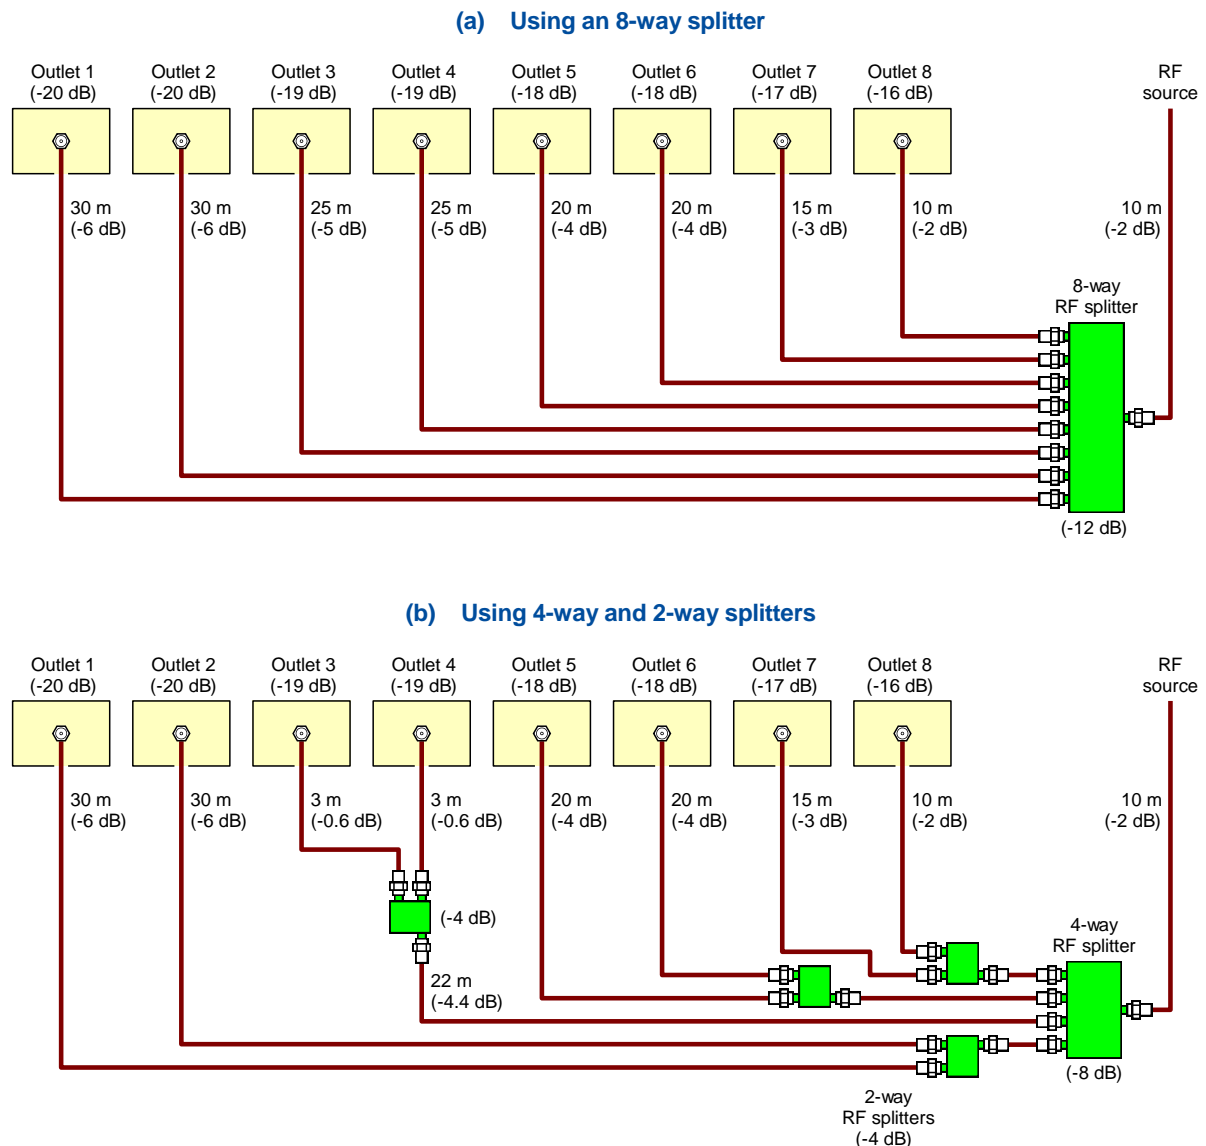 (a) Using an 8-way splitter
Outlet 1 Outlet 2 Outlet 3 Outlet 4 Outlet 5 Outlet 6 Outlet 7 Outlet 8 RF
(-20 dB) (-20 dB) (-19 dB) (-19 dB) (-18 dB) (-18 dB) (-17 dB) (-16 dB) source
30 m 30 m 25 m 25 m 20 m 20 m 15 m 10 m 10 m
(-6 dB) (-6 dB) (-5 dB) (-5 dB) (-4 dB) (-4 dB) (-3 dB) (-2 dB) (-2 dB)
8-way
RF splitter
(-12 dB)
(b) Using 4-way and 2-way splitters
Outlet 1 Outlet 2 Outlet 3 Outlet 4 Outlet 5 Outlet 6 Outlet 7 Outlet 8 RF
(-20 dB) (-20 dB) (-19 dB) (-19 dB) (-18 dB) (-18 dB) (-17 dB) (-16 dB) source
30 m 30 m 3 m 3 m 20 m 20 m 15 m 10 m 10 m
(-6 dB) (-6 dB) (-0.6 dB) (-0.6 dB) (-4 dB) (-4 dB) (-3 dB) (-2 dB) (-2 dB)
(-4 dB)
4-way
RF splitter
22 m
(-4.4 dB)
(-8 dB)
2-way
RF splitters
(-4 dB)